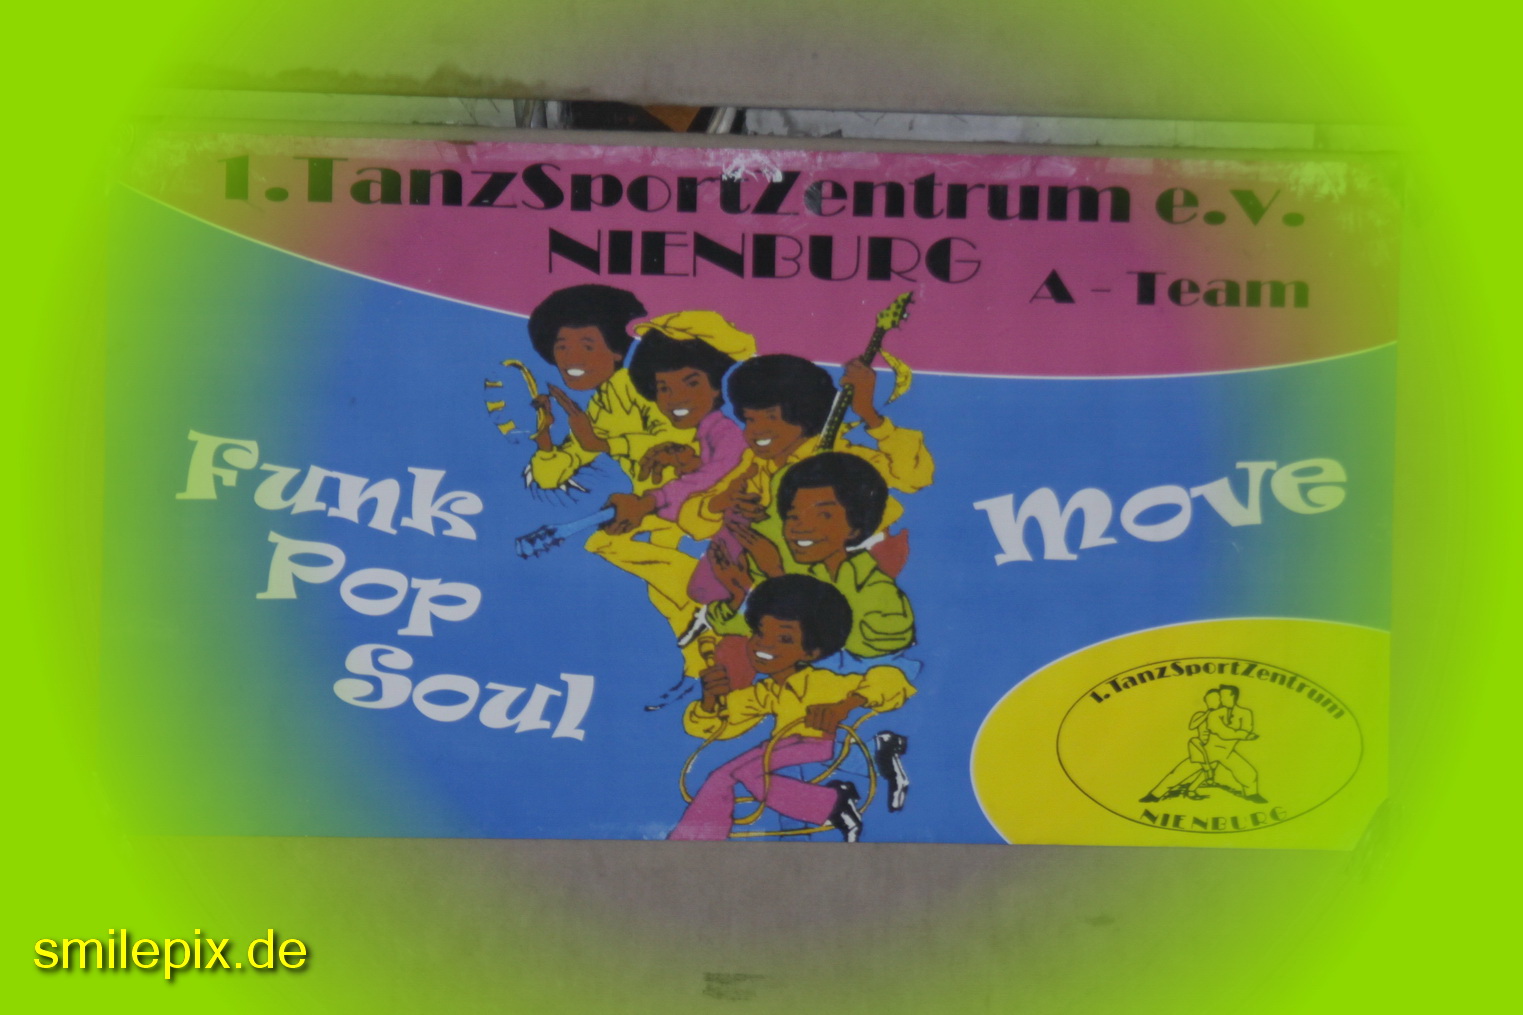 1. TanzSportZentrum e.v.
NIENBURG
A - Team
Funk
Pop
Soul
move
1. TanzSportZentrum
NIENBURG
smilepix.de